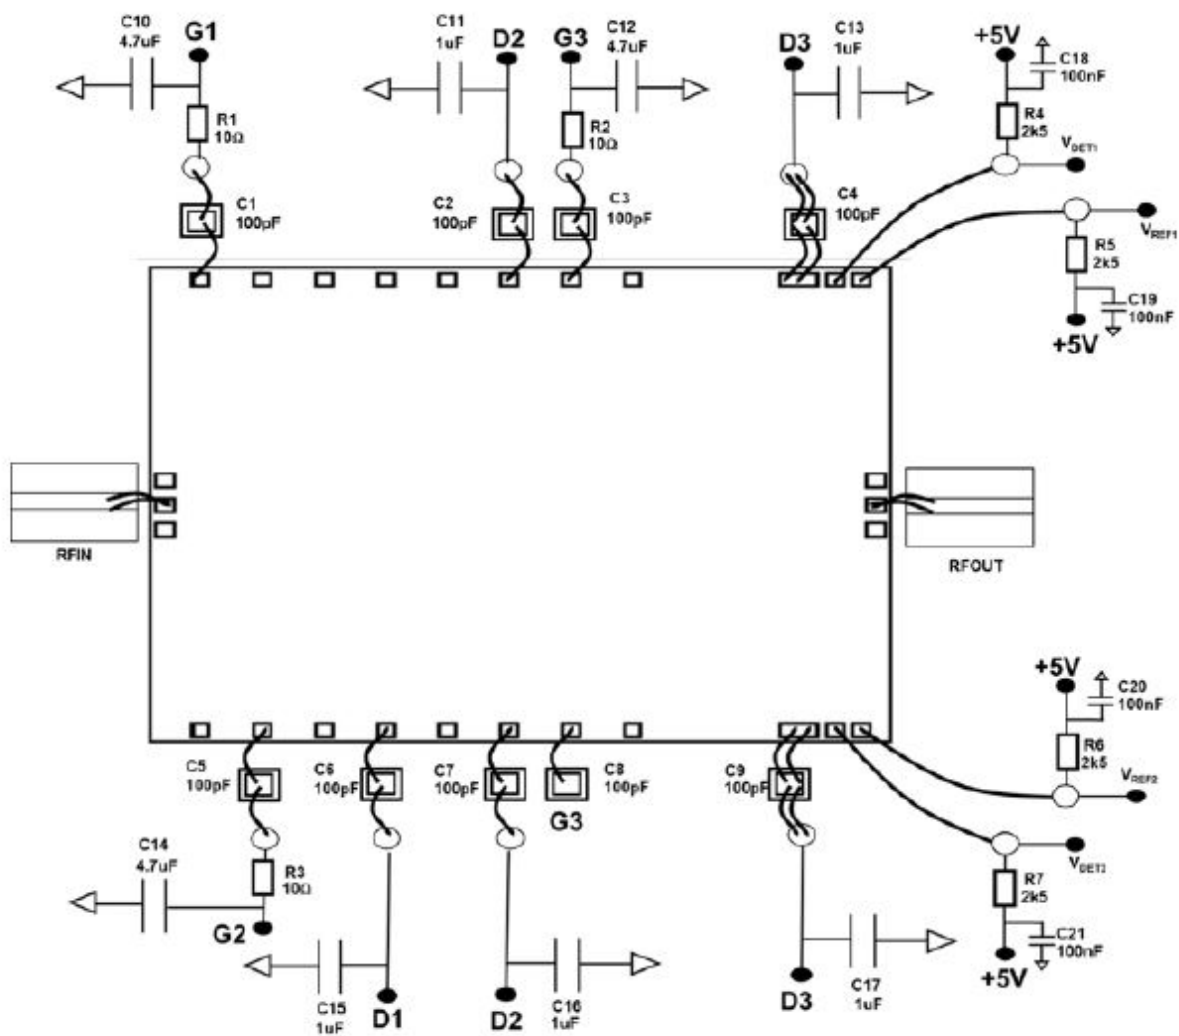 C10
4.7uF
G1
C11
1uF
D2
G3
C12
4.7uF
D3
C13
1uF
+5V
C18
100nF
R1
10Ω
R2
10Ω
R4
2k5
VDET1
C1
100pF
C2
100pF
C3
100pF
C4
100pF
VREF1
R5
2k5
C19
100nF
+5V
RFIN
RFOUT
+5V
C20
100nF
R6
2k5
VREF2
C5
100pF
C6
100pF
C7
100pF
C8
100pF
G3
C9
100pF
C14
4.7uF
R3
10Ω
G2
VDET2
R7
2k5
C21
100nF
+5V
C15
1uF
D1
D2
C16
1uF
D3
C17
1uF